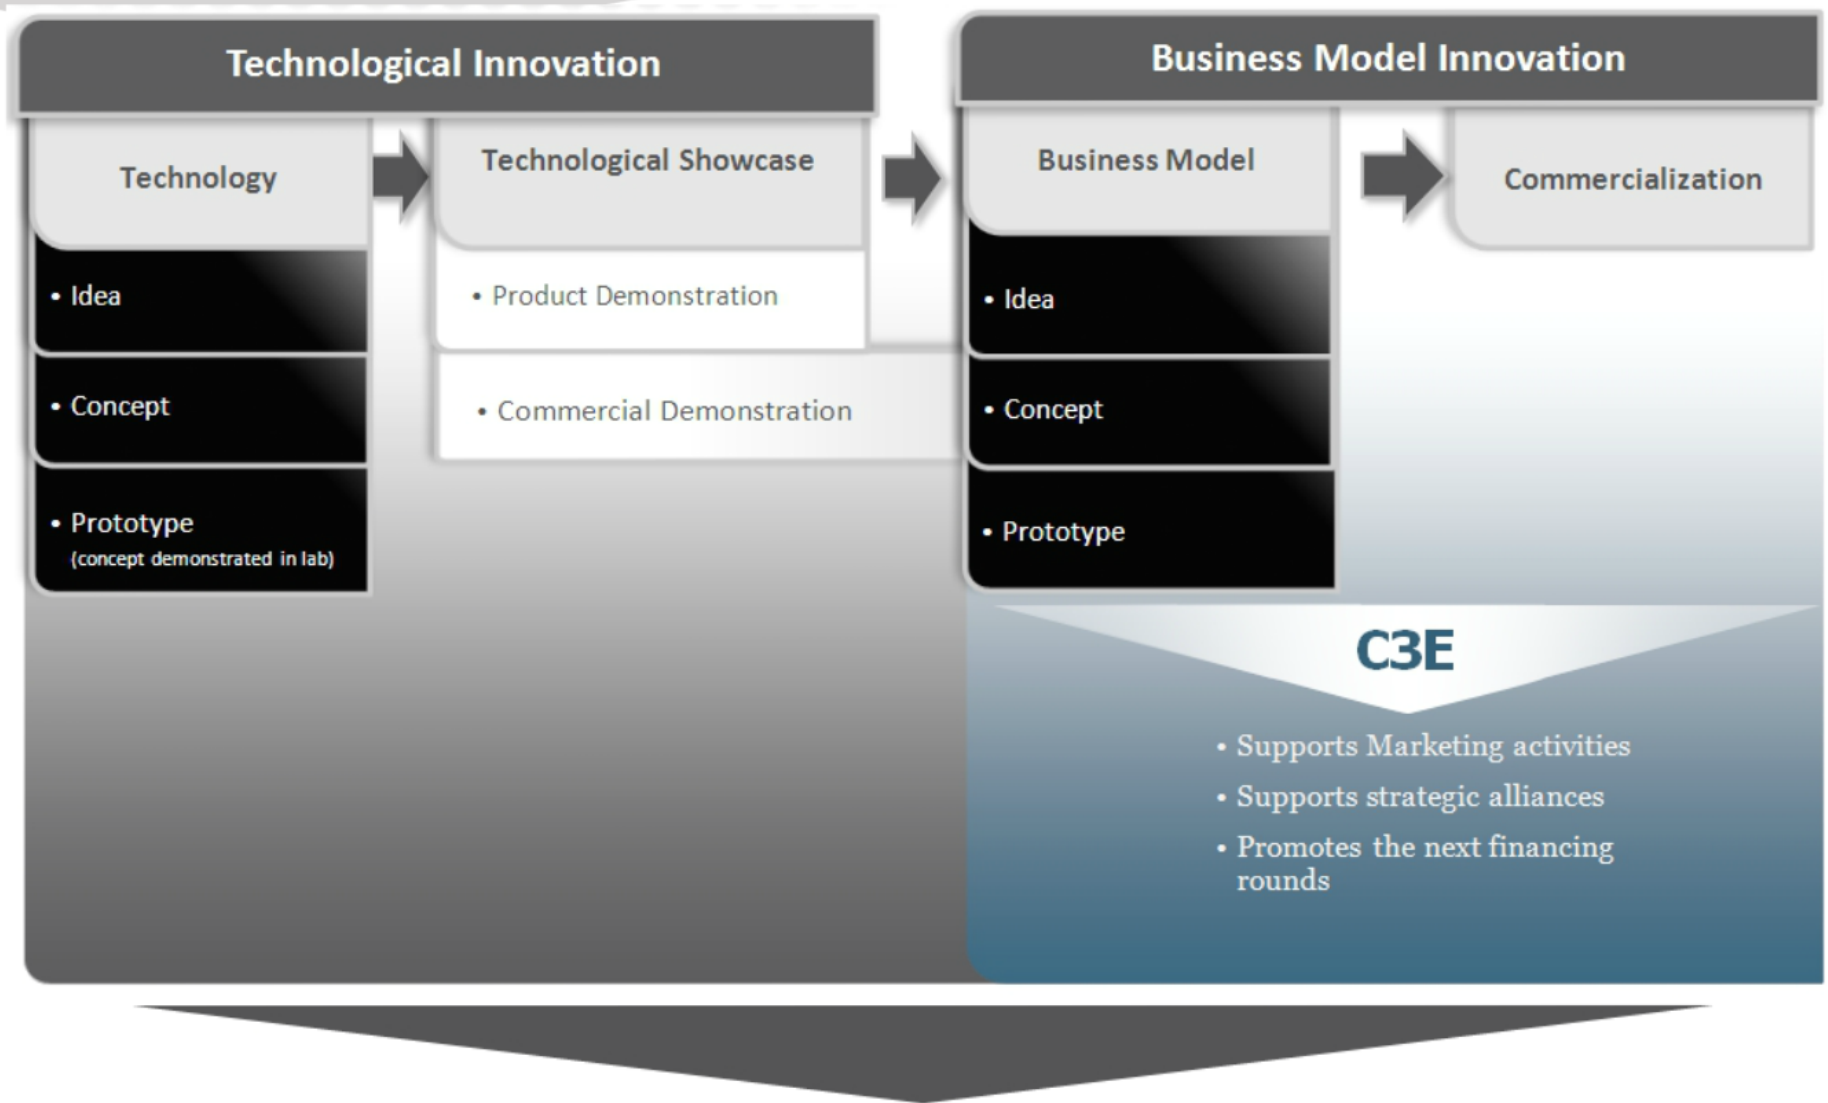 Technological Innovation
Business Model Innovation
Technology
Technological Showcase
Business Model
Commercialization
• Idea
• Concept
• Prototype
(concept demonstrated in lab)
• Product Demonstration
• Commercial Demonstration
• Idea
• Concept
• Prototype
C3E
• Supports Marketing activities
• Supports strategic alliances
• Promotes the next financing
rounds